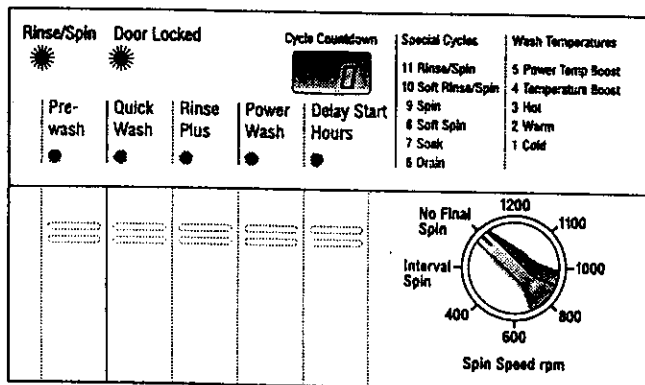 Rinse/Spin Door Locked
Cycle Countdown
0
Special Cycles
11 Rinse/Spin
10 Soft Rinse/Spin
9 Spin
8 Soft Spin
7 Soak
6 Drain
Wash Temperatures
5 Power Temp Boost
4 Temperature Boost
3 Hot
2 Warm
1 Cold
Pre-
wash
Quick
Wash
Rinse
Plus
Power
Wash
Delay Start
Hours
No Final
Spin
1200
1100
Interval
Spin
1000
400
800
600
Spin Speed rpm